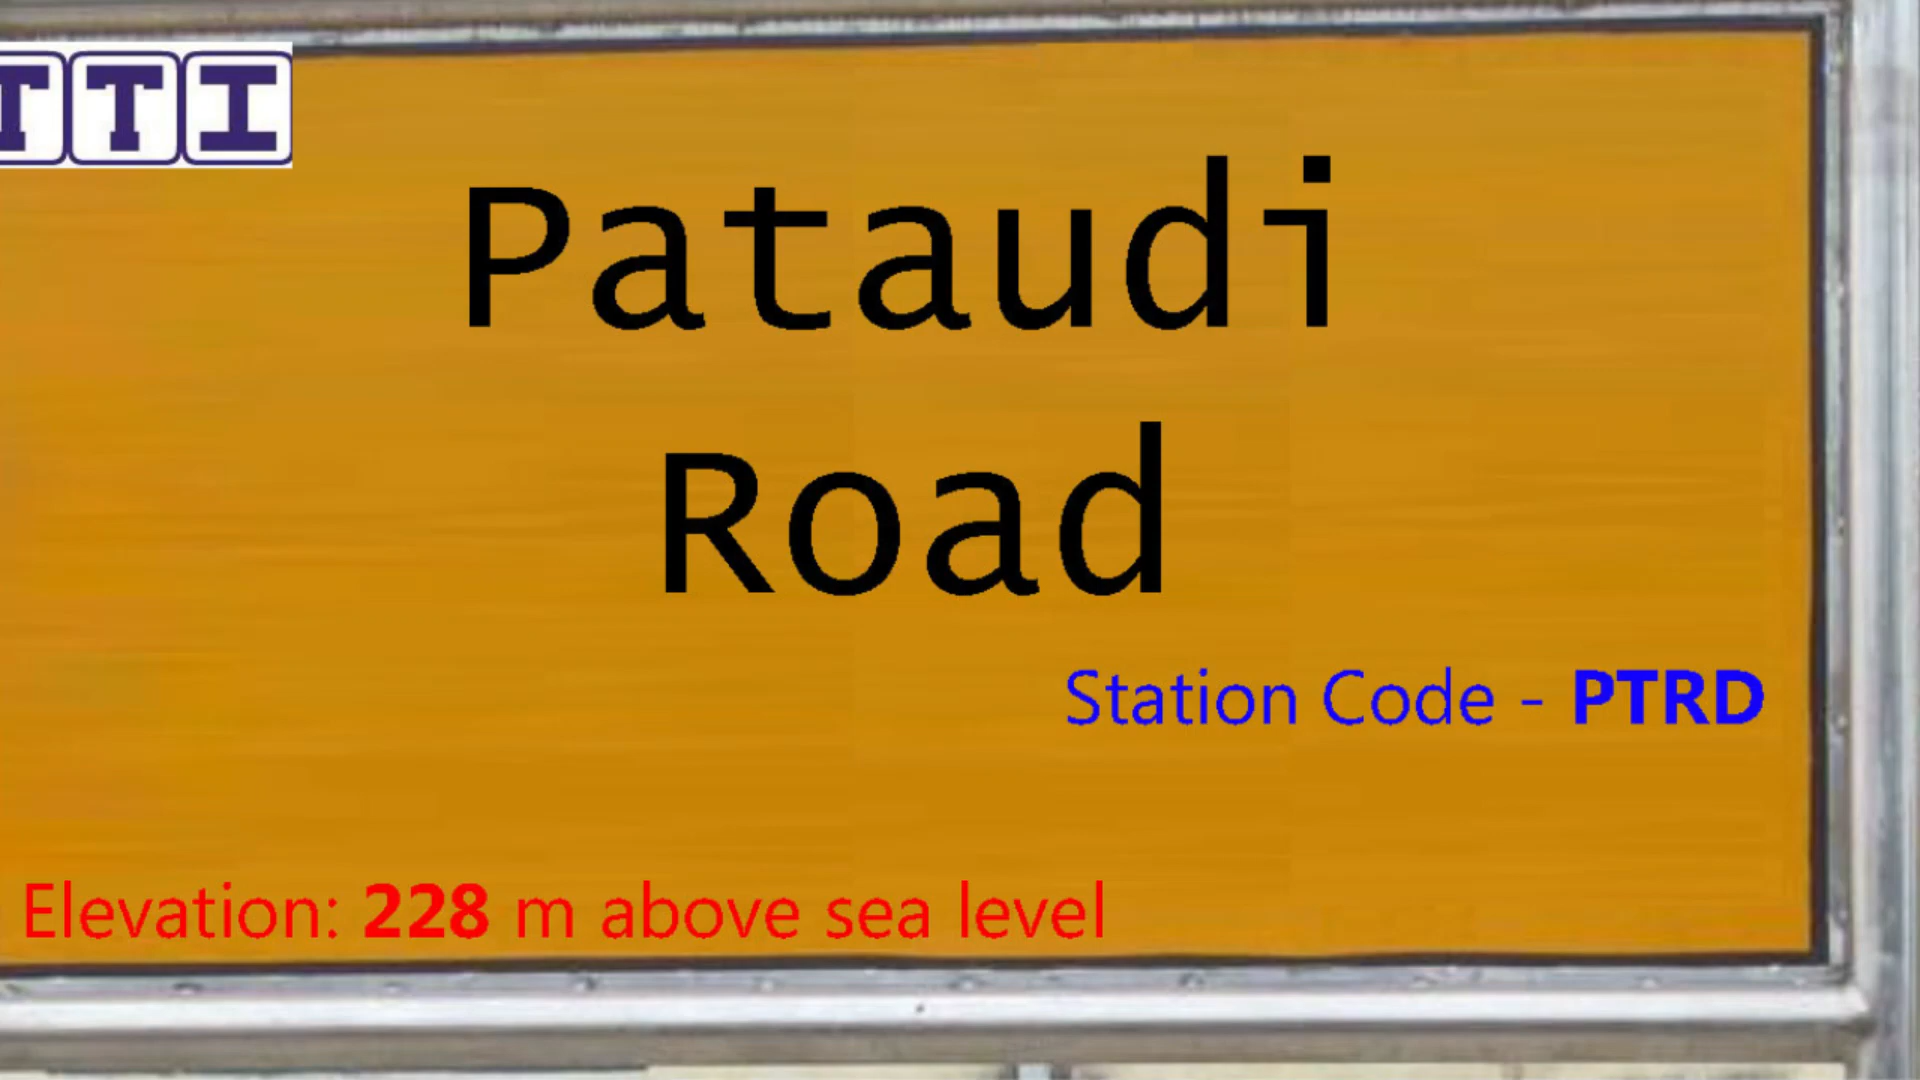 TTI
Pataudi
Road
Station Code - PTRD
Elevation: 228 m above sea level